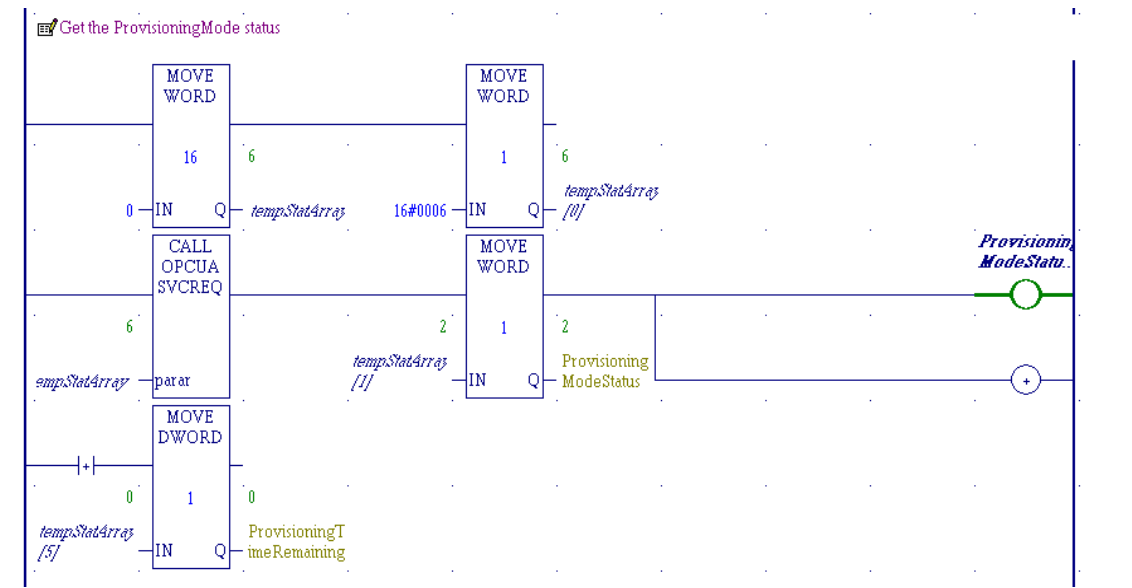 Get the ProvisioningMode status
MOVE
WORD
16
6
0
IN
Q
tempStatArray
MOVE
WORD
1
6
16#0006
IN
Q
tempStatArray
[0]
CALL
OPCUA
SVCREQ
6
empStatArray
parar
MOVE
WORD
2
1
2
tempStatArray
[1]
IN
Q
Provisioning
ModeStatus
Provisionin
ModeStatu..
+
MOVE
DWORD
+
0
1
0
tempStatArray
[5]
IN
Q
ProvisioningT
imeRemaining